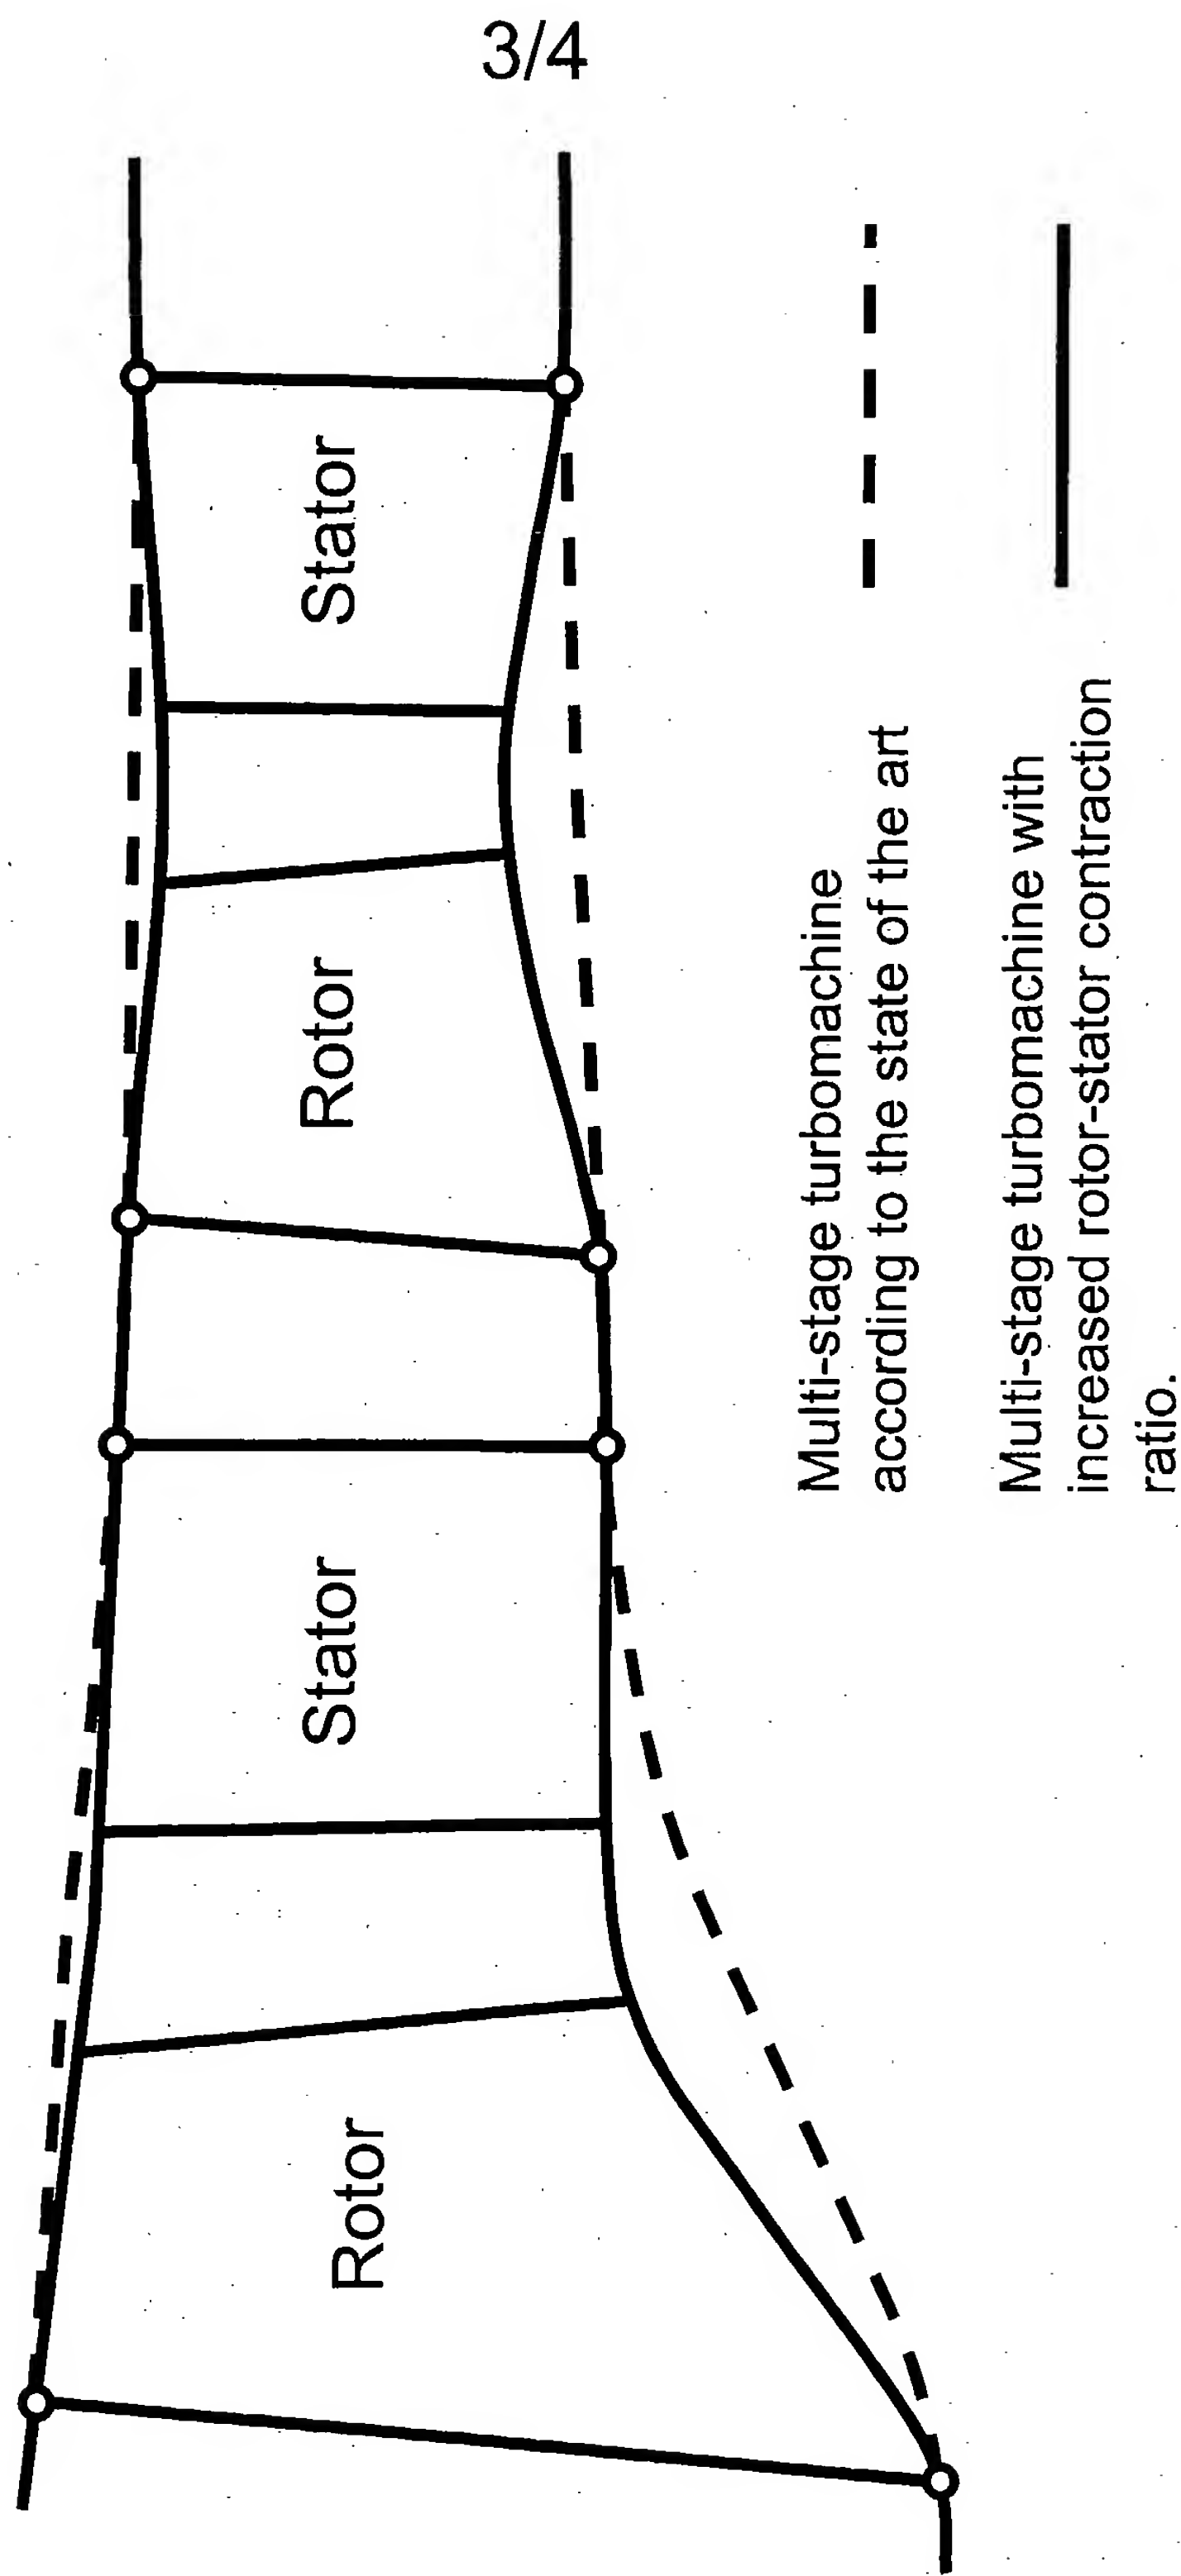 3/4
Rotor
Stator
Rotor
Stator
Multi-stage turbomachine
according to the state of the art
Multi-stage turbomachine with
increased rotor-stator contraction
ratio.